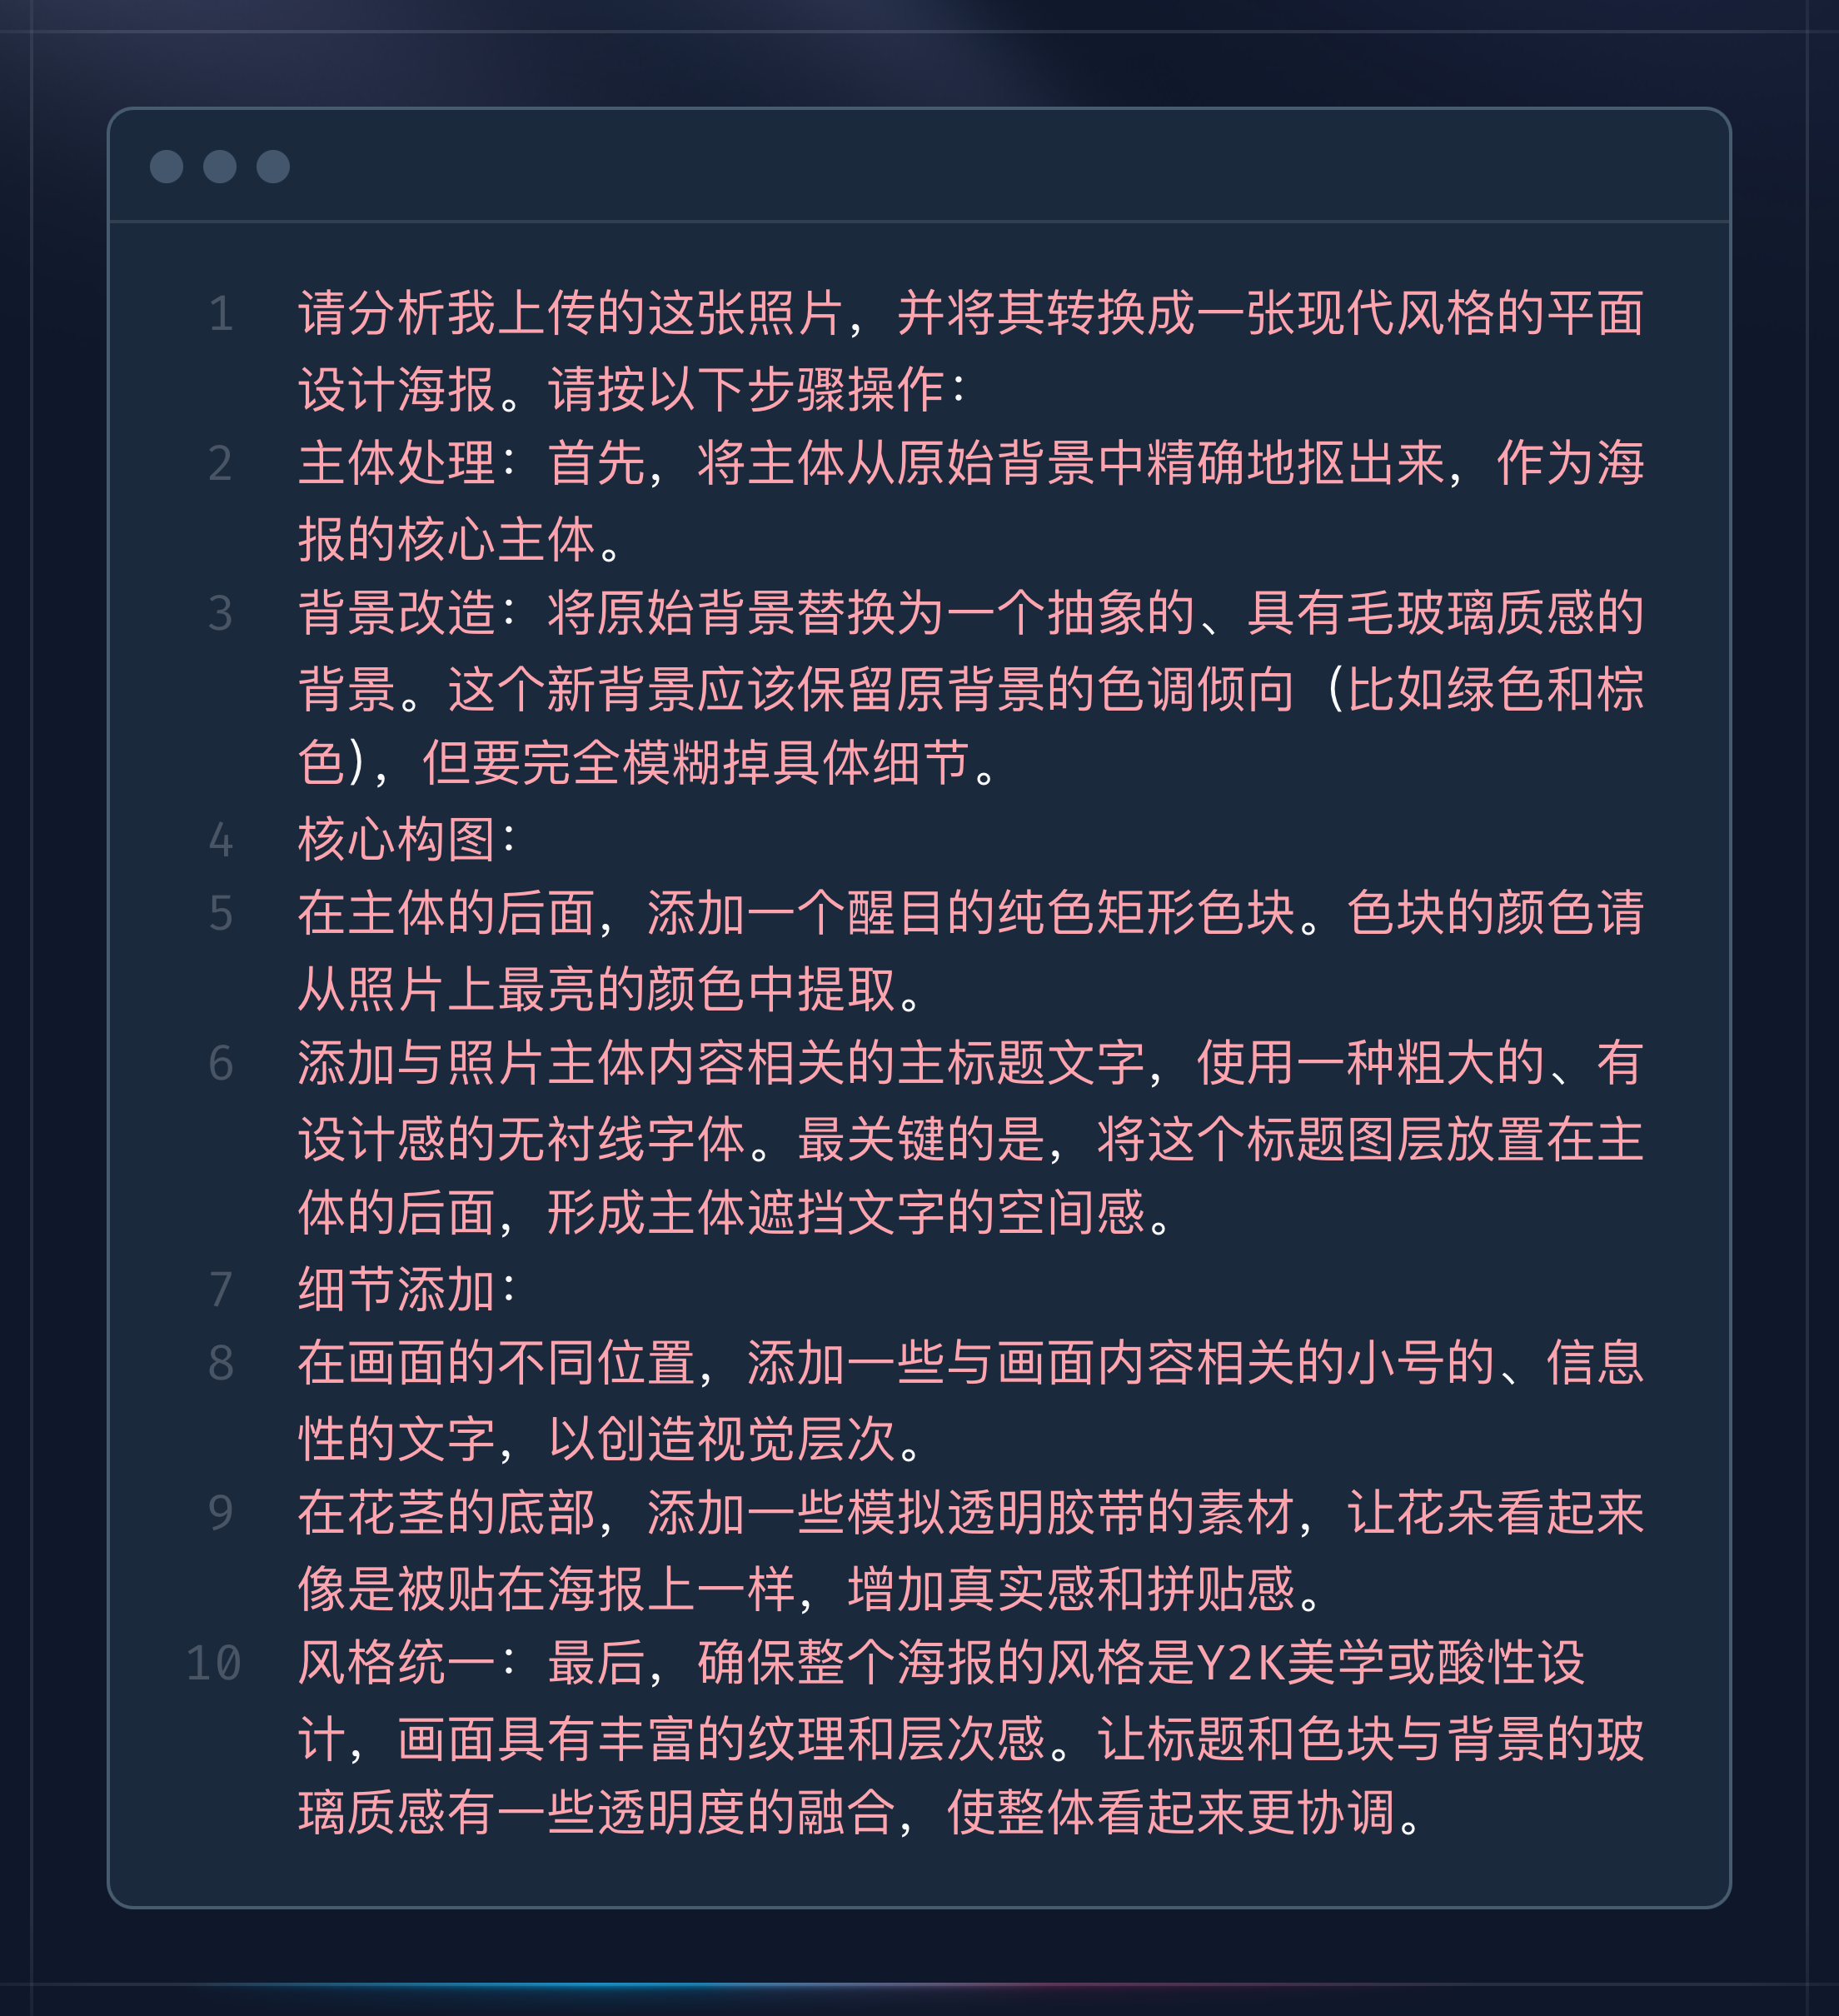 1 请分析我上传的这张照片，并将其转换成一张现代风格的平面
设计海报。请按以下步骤操作：
2 主体处理：首先，将主体从原始背景中精确地抠出来，作为海
报的核心主体。
3 背景改造：将原始背景替换为一个抽象的、具有毛玻璃质感的
背景。这个新背景应该保留原背景的色调倾向（比如绿色和棕
色），但要完全模糊掉具体细节。
4 核心构图：
5 在主体的后面，添加一个醒目的纯色矩形色块。色块的颜色请
从照片上最亮的颜色中提取。
6 添加与照片主体内容相关的主标题文字，使用一种粗大的、有
设计感的无衬线字体。最关键的是，将这个标题图层放置在主
体的后面，形成主体遮挡文字的空间感。
7 细节添加：
8 在画面的不同位置，添加一些与画面内容相关的小号的、信息
性的文字，以创造视觉层次。
9 在花茎的底部，添加一些模拟透明胶带的素材，让花朵看起来
像是被贴在海报上一样，增加真实感和拼贴感。
10 风格统一：最后，确保整个海报的风格是Y2K美学或酸性设
计，画面具有丰富的纹理和层次感。让标题和色块与背景的玻
璃质感有一些透明度的融合，使整体看起来更协调。